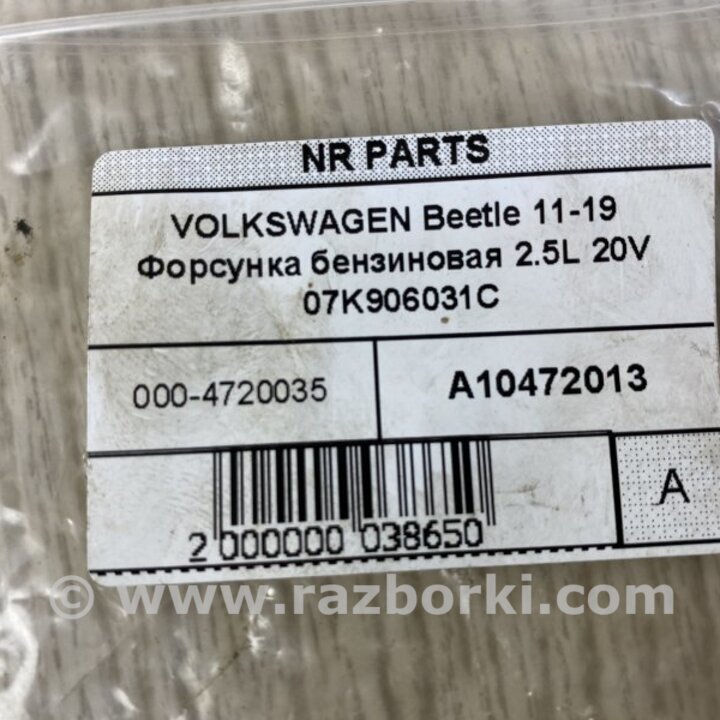 NR PARTS
VOLKSWAGEN Beetle 11-19
Форсунка бензиновая 2.5L 20V
07K906031C
000-4720035
A10472013
2 000000 038650
A
© www.razborki.com